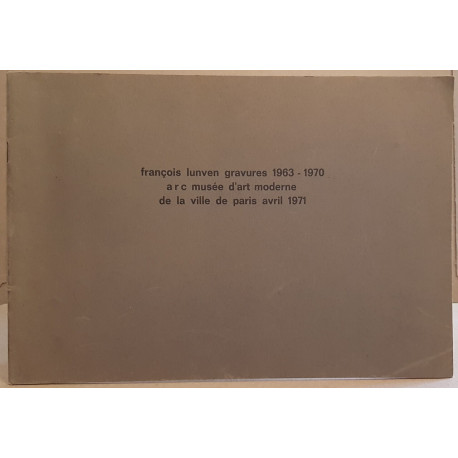 françois lunven gravures 1963 - 1970
a r c musée d'art moderne
de la ville de paris avril 1971